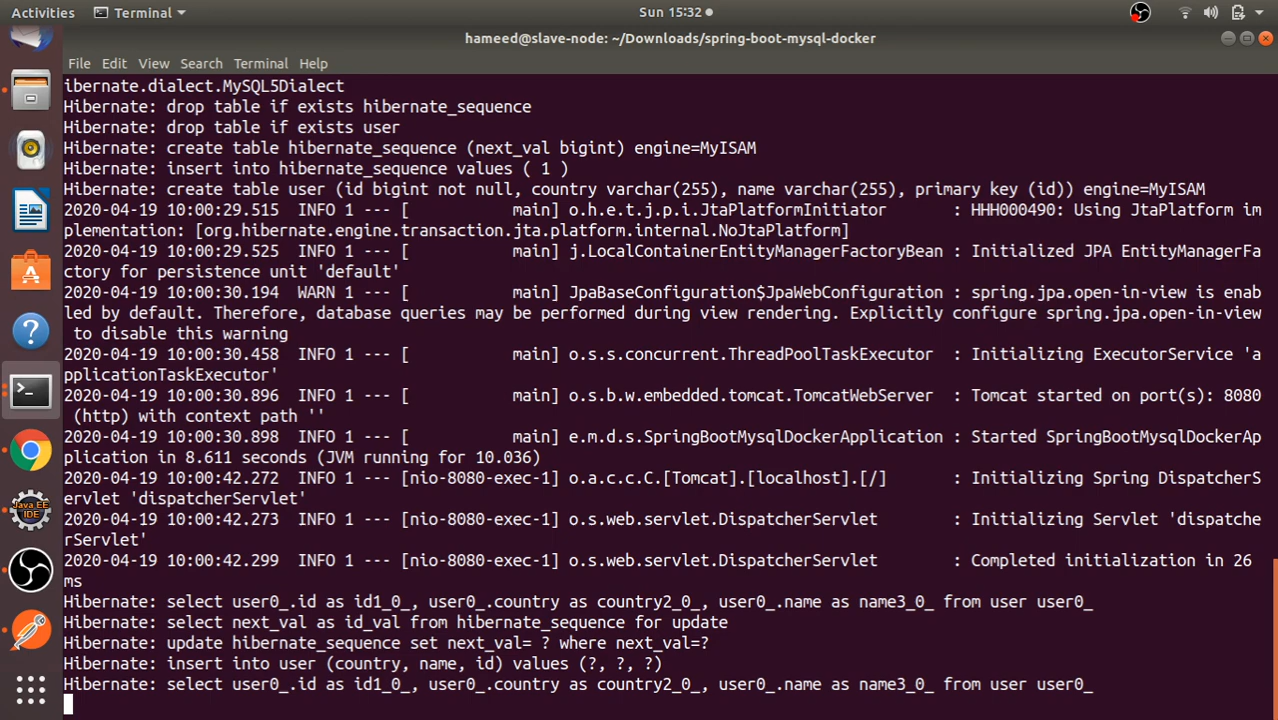 Activities Terminal Sun 15:32
hameed@slave-node: ~/Downloads/spring-boot-mysql-docker
File Edit View Search Terminal Help
ibernate.dialect.MySQL5Dialect
Hibernate: drop table if exists hibernate_sequence
Hibernate: drop table if exists user
Hibernate: create table hibernate_sequence (next_val bigint) engine=MyISAM
Hibernate: insert into hibernate_sequence values ( 1 )
Hibernate: create table user (id bigint not null, country varchar(255), name varchar(255), primary key (id)) engine=MyISAM
2020-04-19 10:00:29.515  INFO 1 --- [           main] o.h.e.t.j.p.i.JtaPlatformInitiator       : HHH000490: Using JtaPlatform im
plementation: [org.hibernate.engine.transaction.jta.platform.internal.NoJtaPlatform]
2020-04-19 10:00:29.525  INFO 1 --- [           main] j.LocalContainerEntityManagerFactoryBean : Initialized JPA EntityManagerFa
ctory for persistence unit 'default'
2020-04-19 10:00:30.194  WARN 1 --- [           main] JpaBaseConfiguration$JpaWebConfiguration : spring.jpa.open-in-view is enab
led by default. Therefore, database queries may be performed during view rendering. Explicitly configure spring.jpa.open-in-view
 to disable this warning
2020-04-19 10:00:30.458  INFO 1 --- [           main] o.s.s.concurrent.ThreadPoolTaskExecutor  : Initializing ExecutorService 'a
pplicationTaskExecutor'
2020-04-19 10:00:30.896  INFO 1 --- [           main] o.s.b.w.embedded.tomcat.TomcatWebServer  : Tomcat started on port(s): 8080
 (http) with context path ''
2020-04-19 10:00:30.898  INFO 1 --- [           main] e.m.d.s.SpringBootMysqlDockerApplication : Started SpringBootMysqlDockerAp
plication in 8.611 seconds (JVM running for 10.036)
2020-04-19 10:00:42.272  INFO 1 --- [nio-8080-exec-1] o.a.c.c.C.[Tomcat].[localhost].[/]       : Initializing Spring DispatcherS
ervlet 'dispatcherServlet'
2020-04-19 10:00:42.273  INFO 1 --- [nio-8080-exec-1] o.s.web.servlet.DispatcherServlet        : Initializing Servlet 'dispatche
rServlet'
2020-04-19 10:00:42.299  INFO 1 --- [nio-8080-exec-1] o.s.web.servlet.DispatcherServlet        : Completed initialization in 26 
ms
Hibernate: select user0_.id as id1_0_, user0_.country as country2_0_, user0_.name as name3_0_ from user user0_
Hibernate: select next_val as id_val from hibernate_sequence for update
Hibernate: update hibernate_sequence set next_val= ? where next_val=?
Hibernate: insert into user (country, name, id) values (?, ?, ?)
Hibernate: select user0_.id as id1_0_, user0_.country as country2_0_, user0_.name as name3_0_ from user user0_
Java EE
IDE